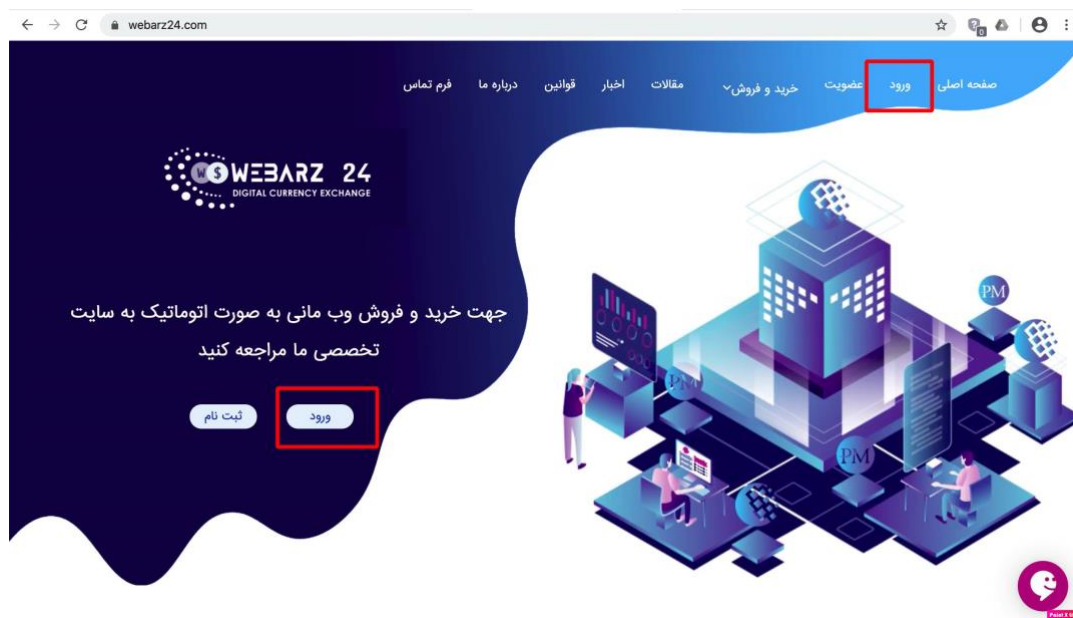 webarz24.com
صفحه اصلی ورود عضویت خرید و فروش مقالات اخبار قوانین درباره ما فرم تماس
WS WEBARZ 24
DIGITAL CURRENCY EXCHANGE
جهت خرید و فروش وب مانی به صورت اتوماتیک به سایت
تخصصی ما مراجعه کنید
ورود ثبت نام
PM
PM
PM